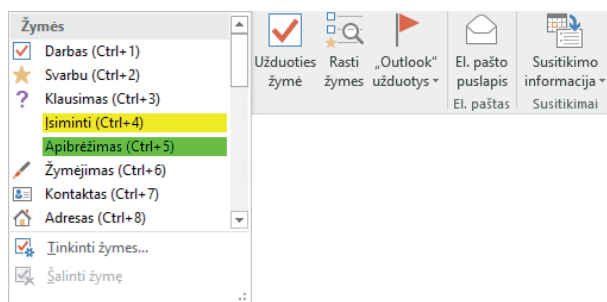 Žymės
Darbas (Ctrl+1)
Svarbu (Ctrl+2)
Klausimas (Ctrl+3)
Įsiminti (Ctrl+4)
Apibrėžimas (Ctrl+5)
Žymėjimas (Ctrl+6)
Kontaktas (Ctrl+7)
Adresas (Ctrl+8)
Tinkinti žymes...
Šalinti žymę
Užduoties žymė
Rasti žymes
„Outlook“ užduotys
El. pašto puslapis
El. paštas
Susitikimo informacija
Susitikimai